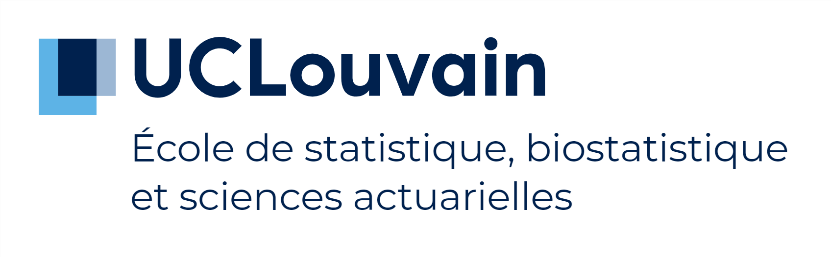 UCLouvain
École de statistique, biostatistique
et sciences actuarielles